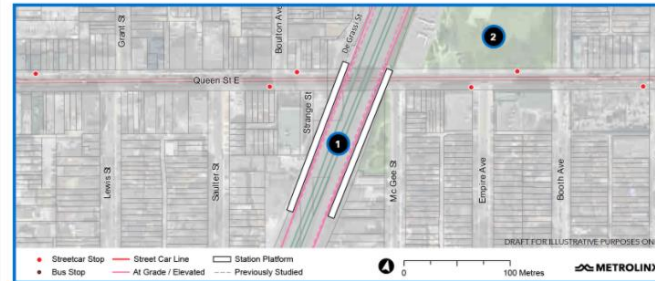 Grant St
Boulton Ave
De Grassi St
2
Queen St E
Strange St
1
Lewis St
Saulter St
Mc Gee St
Empire Ave
Booth Ave
DRAFT FOR ILLUSTRATIVE PURPOSES ON
Streetcar Stop Street Car Line Station Platform
Bus Stop At Grade / Elevated Previously Studied
0 100 Metres
METROLINX